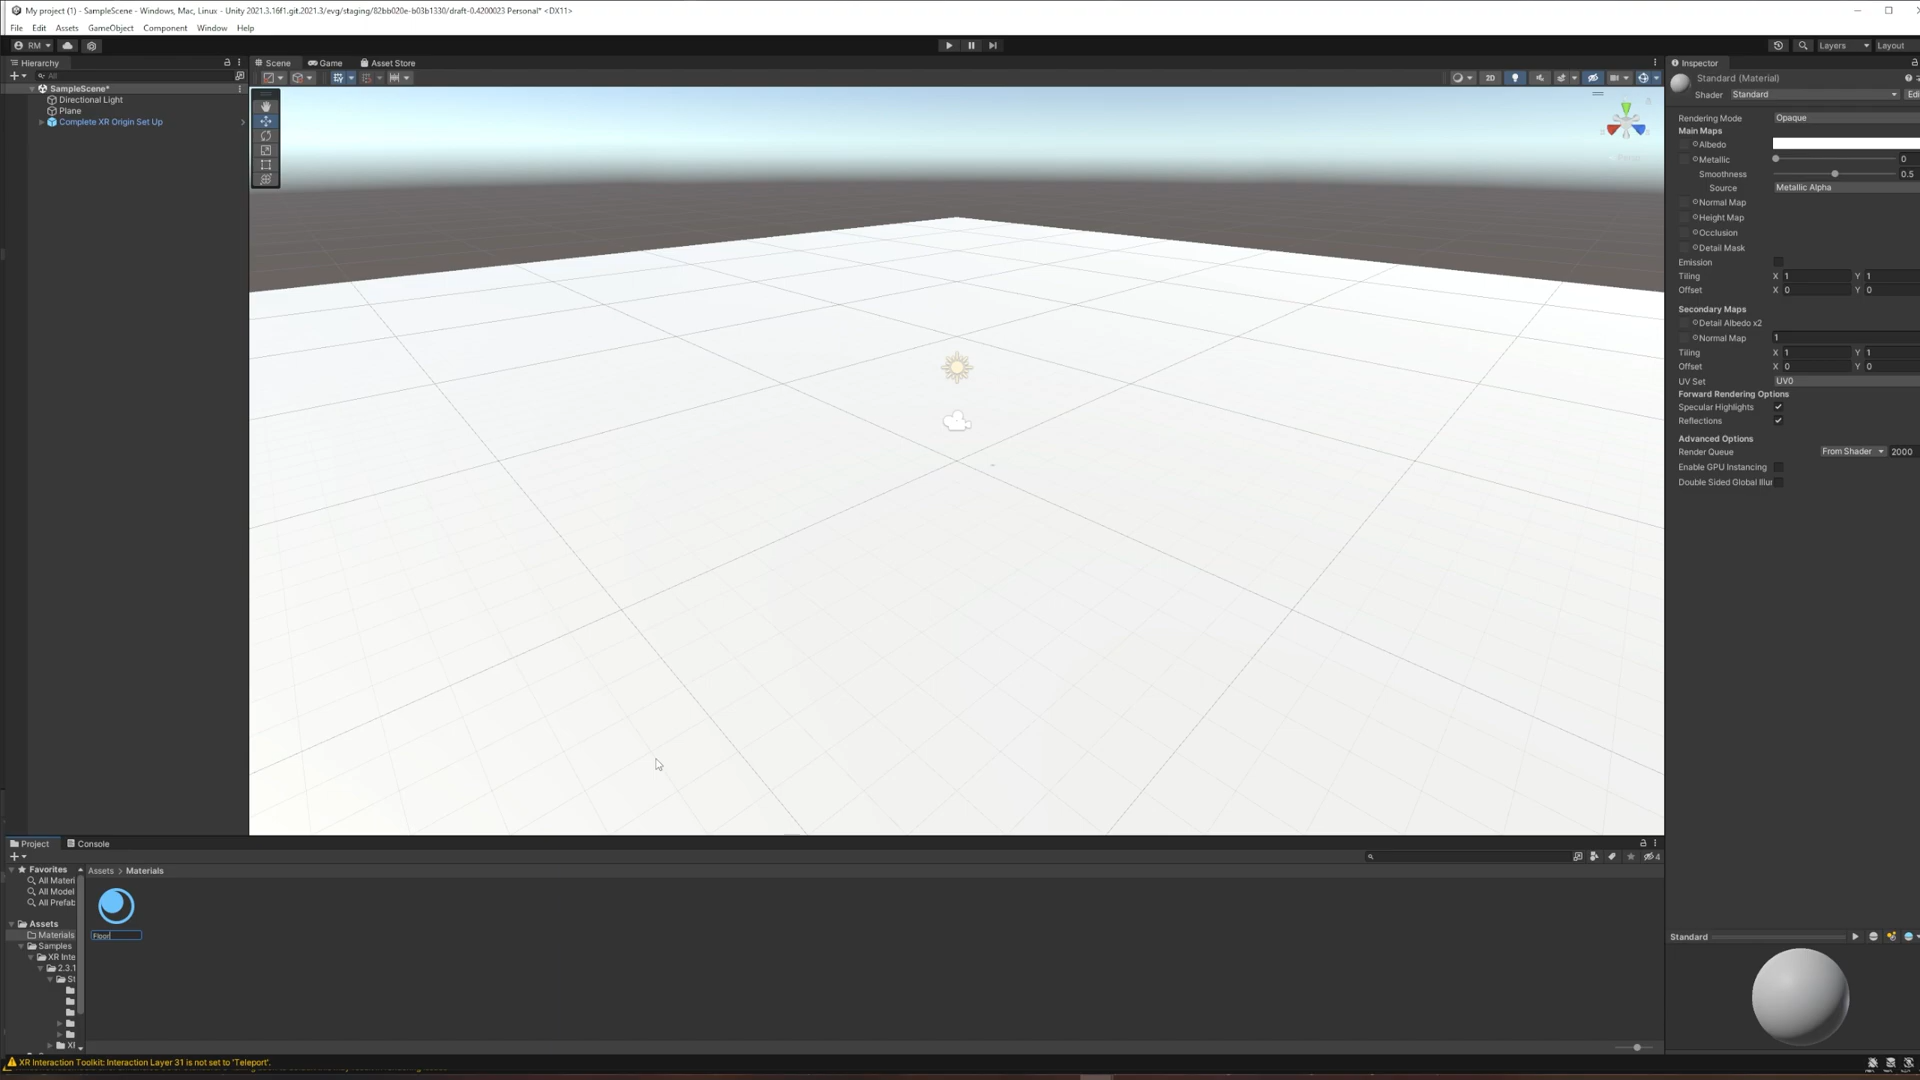 My project (1) - SampleScene - Windows, Mac, Linux - Unity 2021.3.16f1.git.2021.3/evg/staging/82bb020e-b03b1330/draft-0.4200023 Personal* <DX11>
File Edit Assets GameObject Component Window Help
RM Layers Layout
Hierarchy Scene Game Asset Store Inspector
All 2D
SampleScene*
Directional Light
Plane
Complete XR Origin Set Up
Standard (Material)
Shader Standard Edi
Rendering Mode Opaque
Main Maps
Albedo
Metallic 0
Smoothness 0.5
Source Metallic Alpha
Normal Map
Height Map
Occlusion
Detail Mask
Emission
Tiling X 1 Y 1
Offset X 0 Y 0
Secondary Maps
Detail Albedo x2
Normal Map 1
Tiling X 1 Y 1
Offset X 0 Y 0
UV Set UV0
Forward Rendering Options
Specular Highlights
Reflections
Advanced Options
Render Queue From Shader 2000
Enable GPU Instancing
Double Sided Global Illur
Project Console
4
Favorites
All Materi
All Model
All Prefab
Assets
Materials
Samples
XR Inte
2.3.1
St
XI
Assets > Materials
Floor
Standard
XR Interaction Toolkit: Interaction Layer 31 is not set to 'Teleport'.